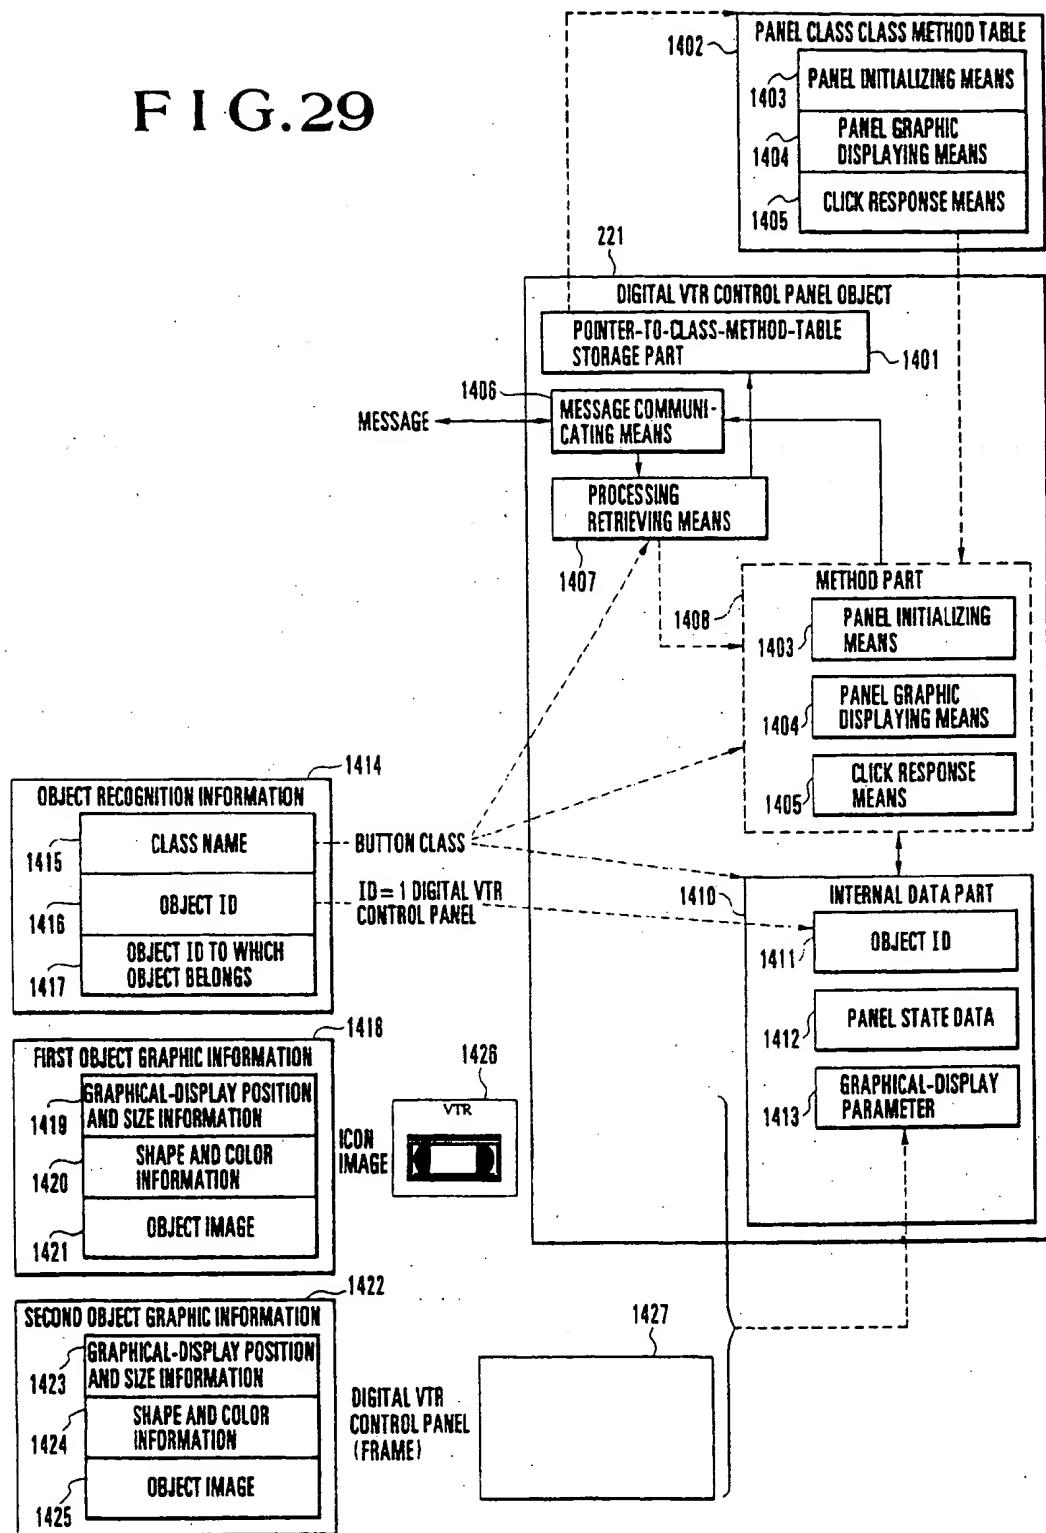 FIG.29
PANEL CLASS CLASS METHOD TABLE
1402
1403
PANEL INITIALIZING MEANS
1404
PANEL GRAPHIC
DISPLAYING MEANS
1405
CLICK RESPONSE MEANS
221
DIGITAL VTR CONTROL PANEL OBJECT
POINTER-TO-CLASS-METHOD-TABLE
STORAGE PART
1401
1406
MESSAGE
MESSAGE COMMUNI-
CATING MEANS
PROCESSING
RETRIEVING MEANS
1407
METHOD PART
1408
1403
PANEL INITIALIZING
MEANS
1404
PANEL GRAPHIC
DISPLAYING MEANS
1405
CLICK RESPONSE
MEANS
1414
OBJECT RECOGNITION INFORMATION
1415
CLASS NAME
BUTTON CLASS
1416
OBJECT ID
ID=1 DIGITAL VTR
CONTROL PANEL
1417
OBJECT ID TO WHICH
OBJECT BELONGS
1410
INTERNAL DATA PART
1411
OBJECT ID
1412
PANEL STATE DATA
1413
GRAPHICAL-DISPLAY
PARAMETER
1418
FIRST OBJECT GRAPHIC INFORMATION
1419
GRAPHICAL-DISPLAY POSITION
AND SIZE INFORMATION
1420
SHAPE AND COLOR
INFORMATION
1421
OBJECT IMAGE
ICON
IMAGE
1426
VTR
1422
SECOND OBJECT GRAPHIC INFORMATION
1423
GRAPHICAL-DISPLAY POSITION
AND SIZE INFORMATION
1424
SHAPE AND COLOR
INFORMATION
1425
OBJECT IMAGE
DIGITAL VTR
CONTROL PANEL
(FRAME)
1427